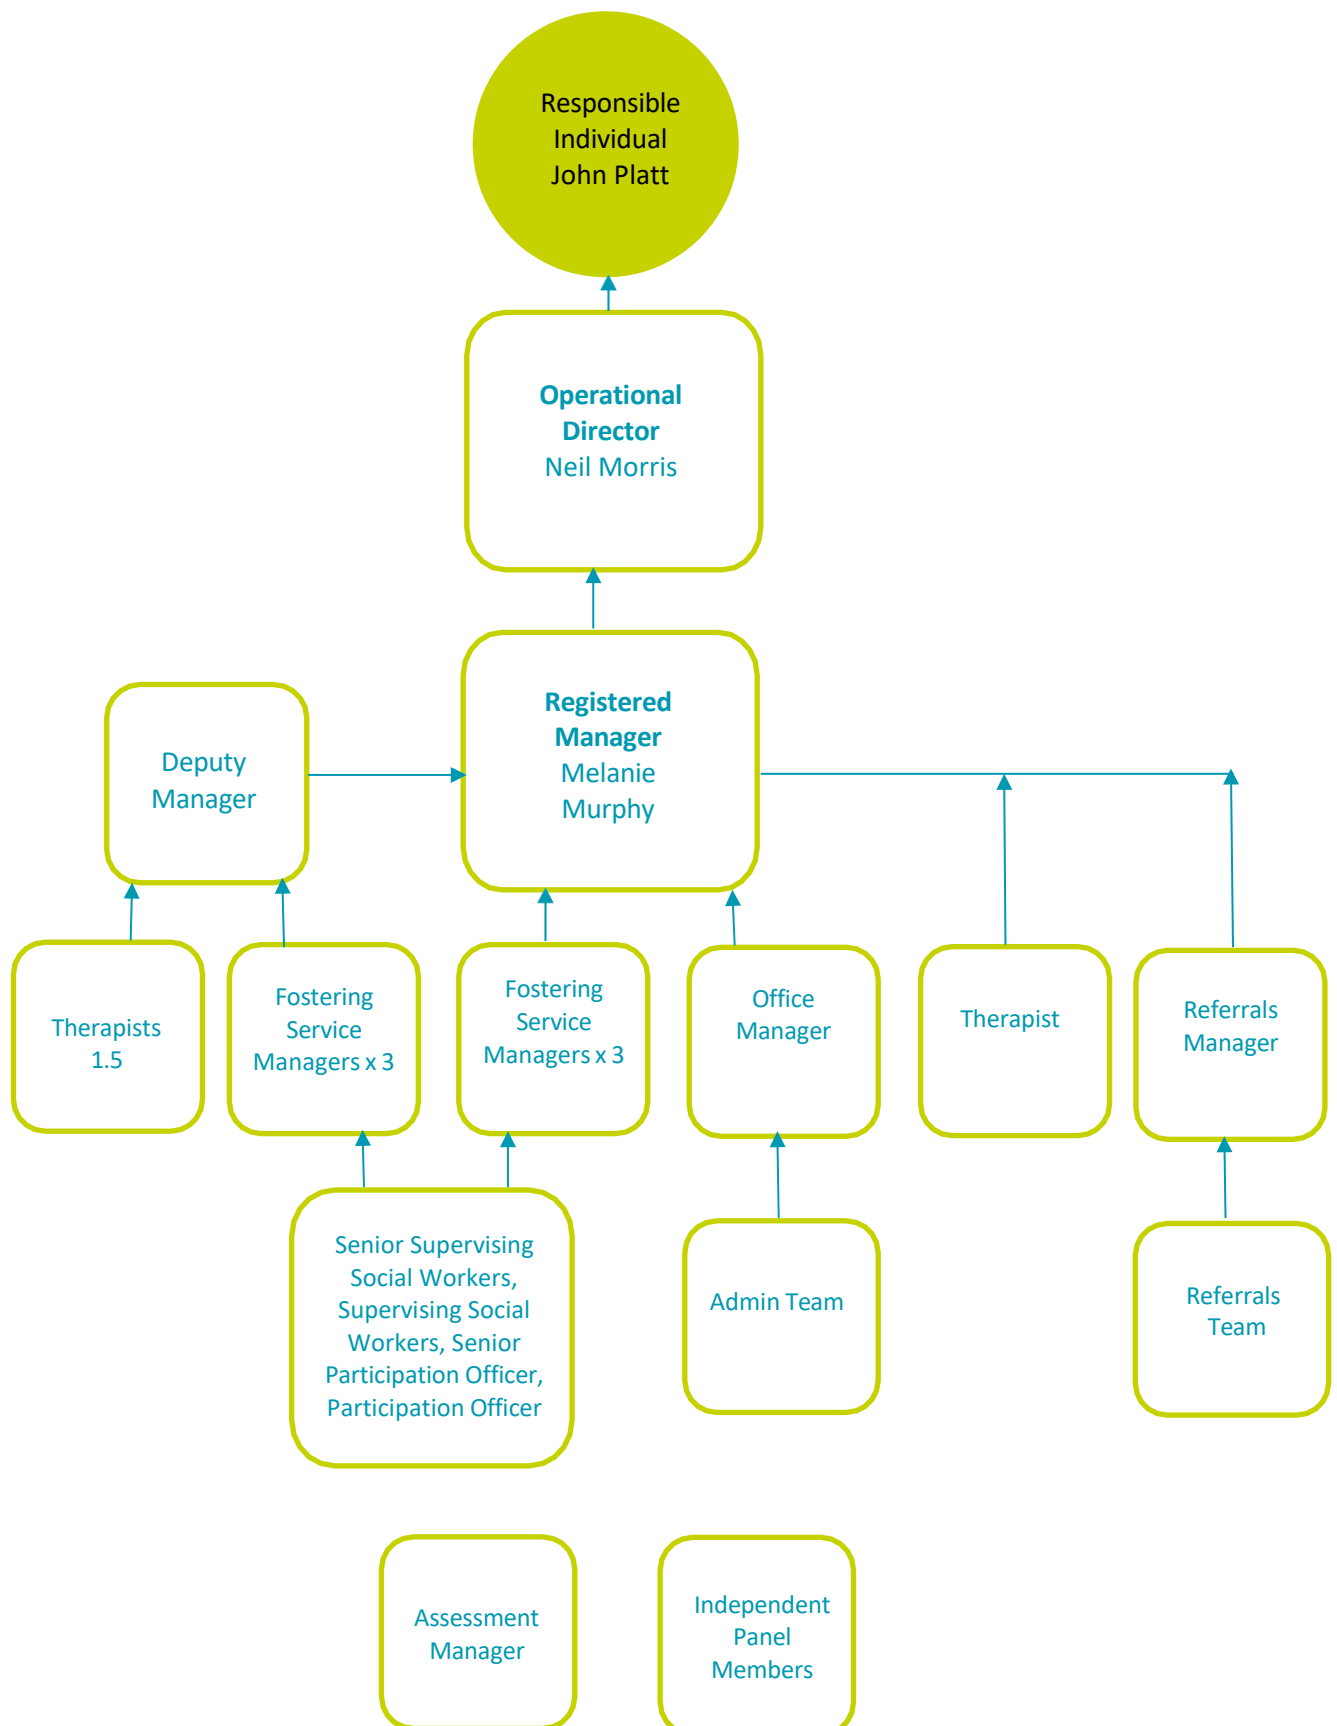 Responsible
Individual
John Platt
Operational
Director
Neil Morris
Registered
Manager
Melanie
Murphy
Deputy
Manager
Therapists
1.5
Fostering
Service
Managers x 3
Fostering
Service
Managers x 3
Office
Manager
Therapist
Referrals
Manager
Senior Supervising
Social Workers,
Supervising Social
Workers, Senior
Participation Officer,
Participation Officer
Admin Team
Referrals
Team
Assessment
Manager
Independent
Panel
Members